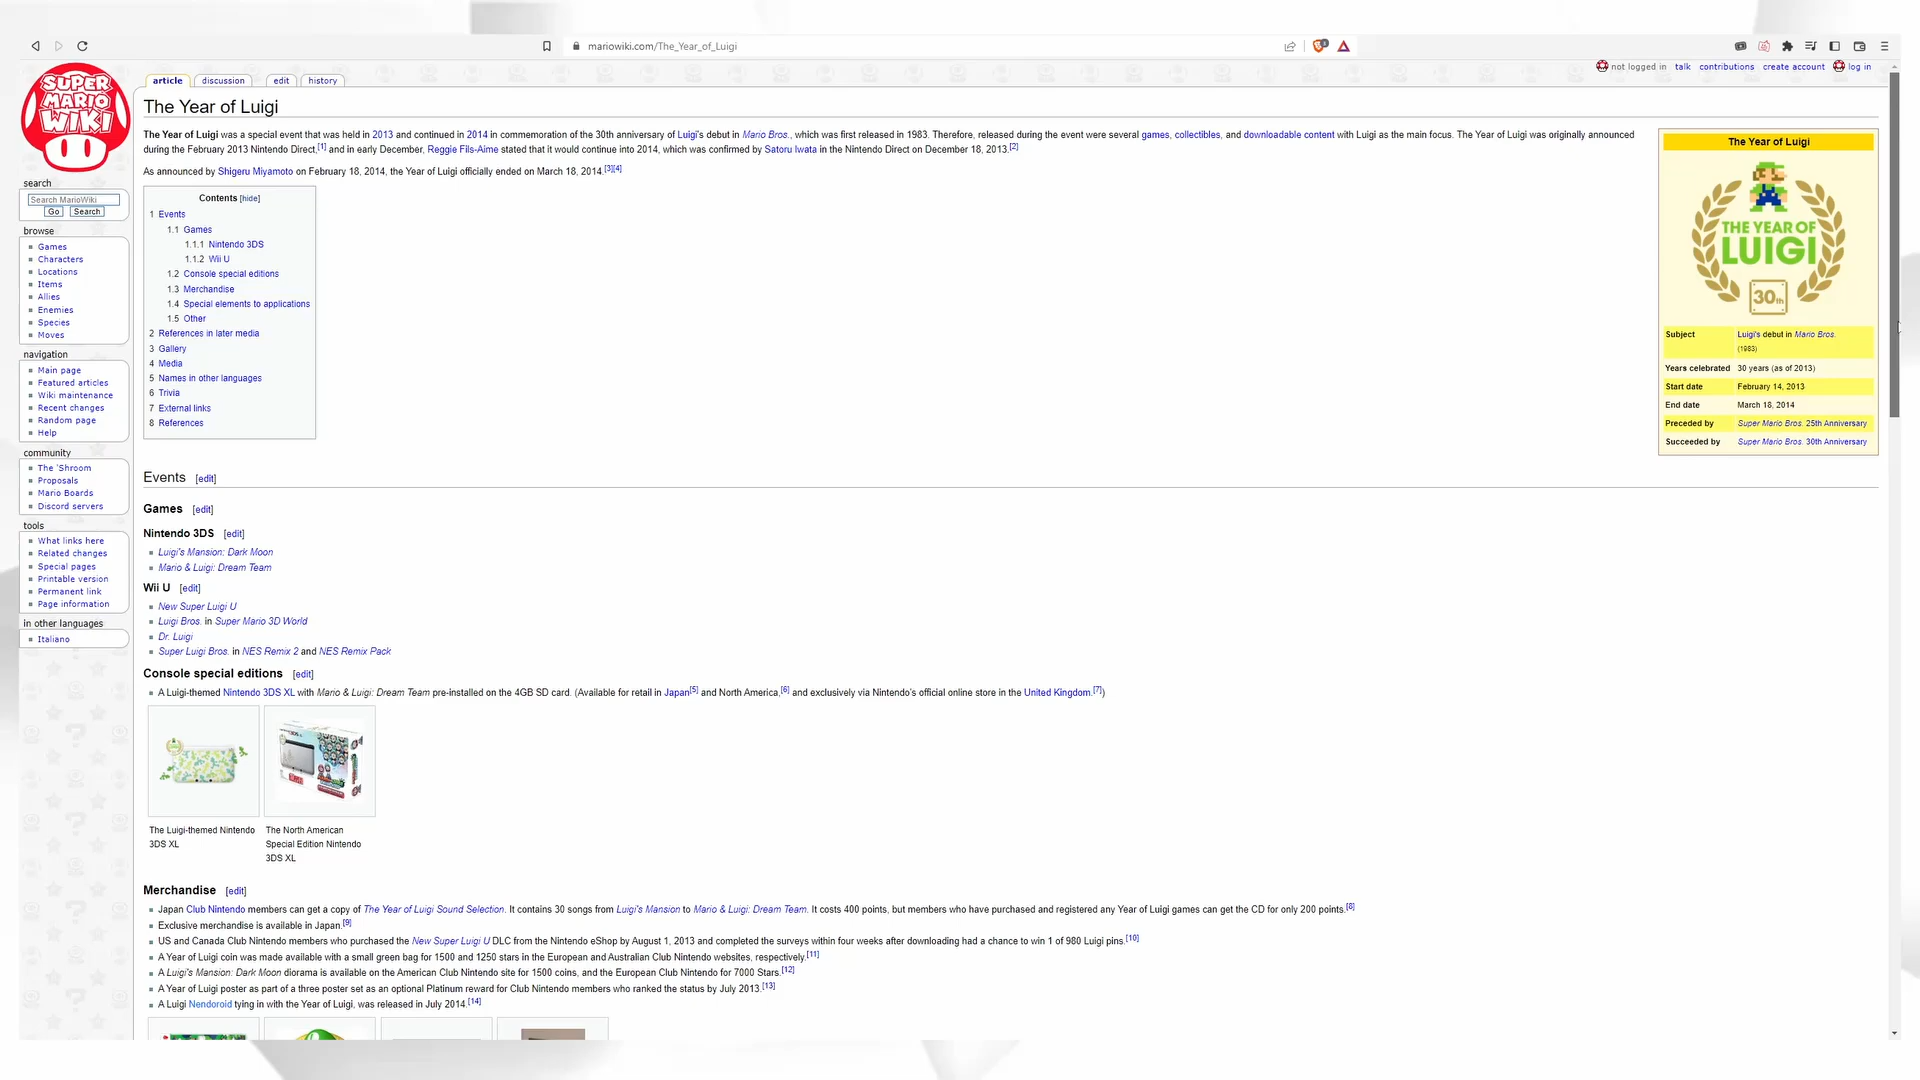 mariowiki.com/The_Year_of_Luigi
not logged in talk contributions create account log in
SUPER
MARIO
WIKI
article discussion edit history
The Year of Luigi
The Year of Luigi was a special event that was held in 2013 and continued in 2014 in commemoration of the 30th anniversary of Luigi's debut in Mario Bros., which was first released in 1983. Therefore, released during the event were several games, collectibles, and downloadable content with Luigi as the main focus. The Year of Luigi was originally announced
during the February 2013 Nintendo Direct,[1] and in early December, Reggie Fils-Aime stated that it would continue into 2014, which was confirmed by Satoru Iwata in the Nintendo Direct on December 18, 2013.[2]
As announced by Shigeru Miyamoto on February 18, 2014, the Year of Luigi officially ended on March 18, 2014.[3][4]
search
Search MarioWiki
Go Search
browse
Games
Characters
Locations
Items
Allies
Enemies
Species
Moves
navigation
Main page
Featured articles
Wiki maintenance
Recent changes
Random page
Help
community
The 'Shroom
Proposals
Mario Boards
Discord servers
tools
What links here
Related changes
Special pages
Printable version
Permanent link
Page information
in other languages
Italiano
Contents [hide]
1 Events
1.1 Games
1.1.1 Nintendo 3DS
1.1.2 Wii U
1.2 Console special editions
1.3 Merchandise
1.4 Special elements to applications
1.5 Other
2 References in later media
3 Gallery
4 Media
5 Names in other languages
6 Trivia
7 External links
8 References
The Year of Luigi
THE YEAR OF
LUIGI
30th
Subject Luigi's debut in Mario Bros.
(1983)
Years celebrated 30 years (as of 2013)
Start date February 14, 2013
End date March 18, 2014
Preceded by Super Mario Bros. 25th Anniversary
Succeeded by Super Mario Bros. 30th Anniversary
Events [edit]
Games [edit]
Nintendo 3DS [edit]
Luigi's Mansion: Dark Moon
Mario & Luigi: Dream Team
Wii U [edit]
New Super Luigi U
Luigi Bros. in Super Mario 3D World
Dr. Luigi
Super Luigi Bros. in NES Remix 2 and NES Remix Pack
Console special editions [edit]
A Luigi-themed Nintendo 3DS XL with Mario & Luigi: Dream Team pre-installed on the 4GB SD card. (Available for retail in Japan[5] and North America,[6] and exclusively via Nintendo's official online store in the United Kingdom.[7])
The Luigi-themed Nintendo
3DS XL
The North American
Special Edition Nintendo
3DS XL
Merchandise [edit]
Japan Club Nintendo members can get a copy of The Year of Luigi Sound Selection. It contains 30 songs from Luigi's Mansion to Mario & Luigi: Dream Team. It costs 400 points, but members who have purchased and registered any Year of Luigi games can get the CD for only 200 points.[8]
Exclusive merchandise is available in Japan.[9]
US and Canada Club Nintendo members who purchased the New Super Luigi U DLC from the Nintendo eShop by August 1, 2013 and completed the surveys within four weeks after downloading had a chance to win 1 of 980 Luigi pins.[10]
A Year of Luigi coin was made available with a small green bag for 1500 and 1250 stars in the European and Australian Club Nintendo websites, respectively.[11]
A Luigi's Mansion: Dark Moon diorama is available on the American Club Nintendo site for 1500 coins, and the European Club Nintendo for 7000 Stars.[12]
A Year of Luigi poster as part of a three poster set as an optional Platinum reward for Club Nintendo members who ranked the status by July 2013.[13]
A Luigi Nendoroid tying in with the Year of Luigi, was released in July 2014.[14]